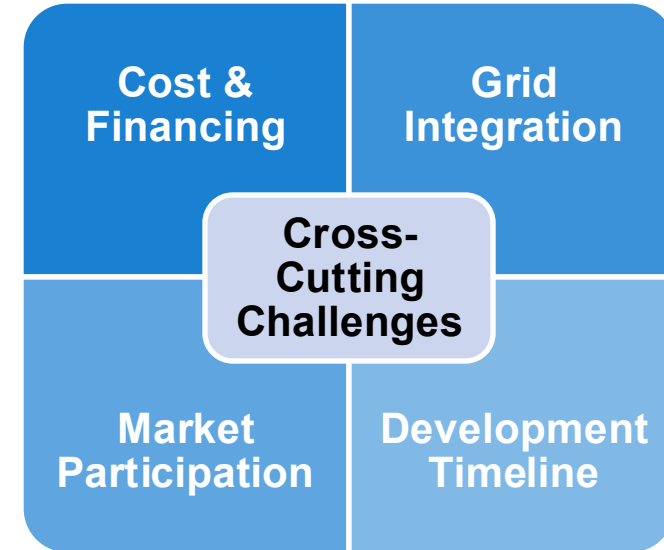 Cost &
Financing
Grid
Integration
Cross-
Cutting
Challenges
Market
Participation
Development
Timeline